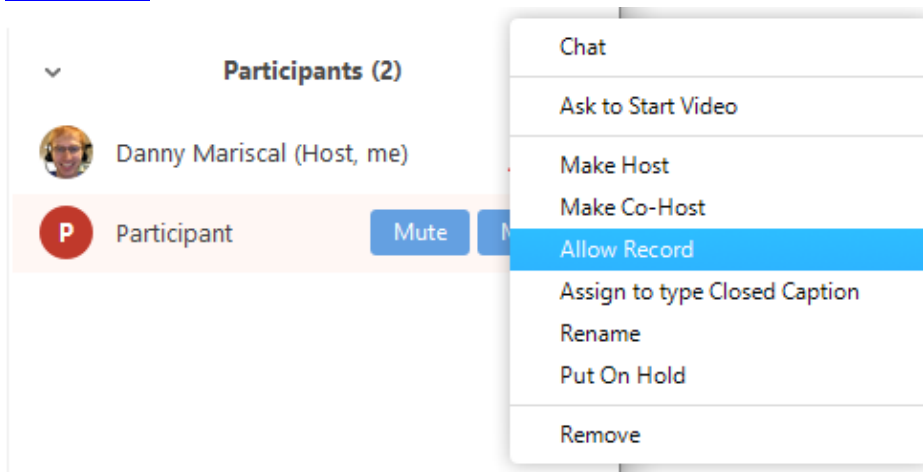 Participants (2)
Danny Mariscal (Host, me)
P Participant Mute
Chat
Ask to Start Video
Make Host
Make Co-Host
Allow Record
Assign to type Closed Caption
Rename
Put On Hold
Remove